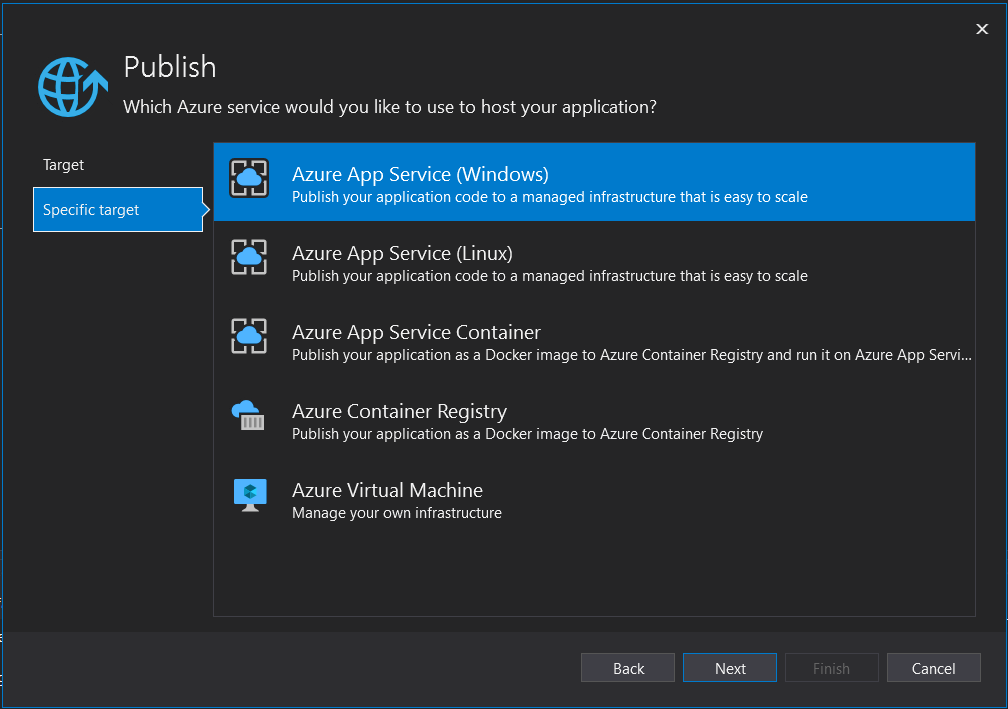 Publish
Which Azure service would you like to use to host your application?
Target
Specific target
Azure App Service (Windows)
Publish your application code to a managed infrastructure that is easy to scale
Azure App Service (Linux)
Publish your application code to a managed infrastructure that is easy to scale
Azure App Service Container
Publish your application as a Docker image to Azure Container Registry and run it on Azure App Servi...
Azure Container Registry
Publish your application as a Docker image to Azure Container Registry
Azure Virtual Machine
Manage your own infrastructure
Back
Next
Finish
Cancel